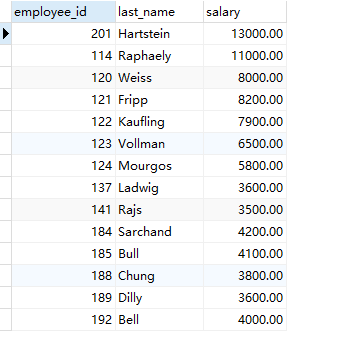 employee_id last_name salary
201 Hartstein 13000.00
114 Raphaely 11000.00
120 Weiss 8000.00
121 Fripp 8200.00
122 Kaufling 7900.00
123 Vollman 6500.00
124 Mourgos 5800.00
137 Ladwig 3600.00
141 Rajs 3500.00
184 Sarchand 4200.00
185 Bull 4100.00
188 Chung 3800.00
189 Dilly 3600.00
192 Bell 4000.00